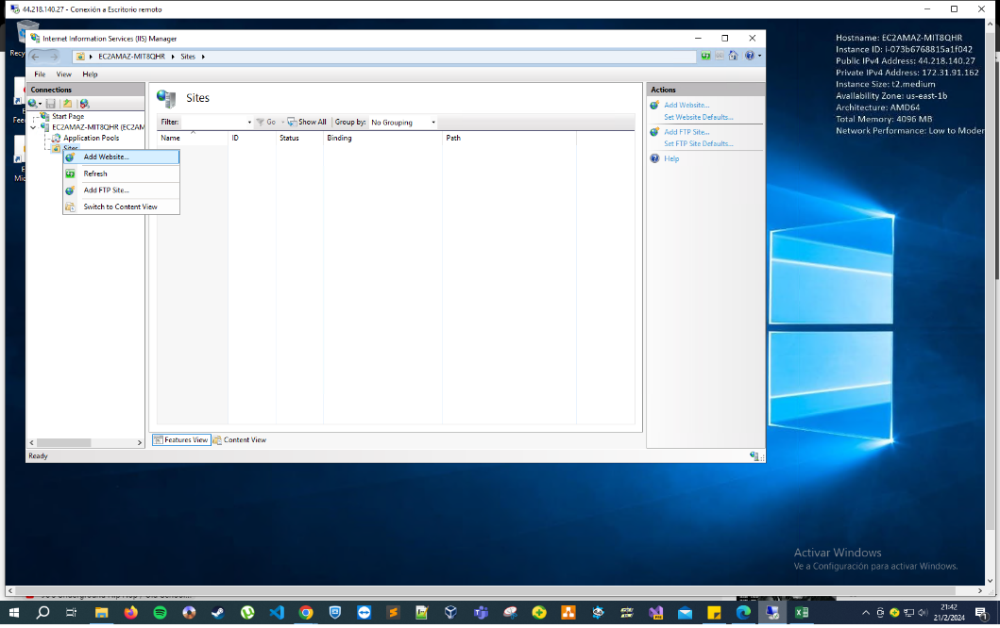 44.218.140.27 - Conexión a Escritorio remoto
Hostname: EC2AMAZ-MIT8QHR
Instance ID: i-073b6768815a1f042
Public IPv4 Address: 44.218.140.27
Private IPv4 Address: 172.31.91.162
Instance Size: t2.medium
Availability Zone: us-east-1b
Architecture: AMD64
Total Memory: 4096 MB
Network Performance: Low to Moder
Internet Information Services (IIS) Manager
EC2AMAZ-MIT8QHR
Sites
File
View
Help
Connections
Start Page
EC2AMAZ-MIT8QHR (EC2AM
Application Pools
Sites
Add Website...
Refresh
Add FTP Site...
Switch to Content View
Sites
Filter:
Go
Show All
Group by:
No Grouping
Name
ID
Status
Binding
Path
Features View
Content View
Actions
Add Website...
Set Website Defaults...
Add FTP Site...
Set FTP Site Defaults...
Help
Ready
Activar Windows
Ve a Configuración para activar Windows.
21:42
21/2/2024